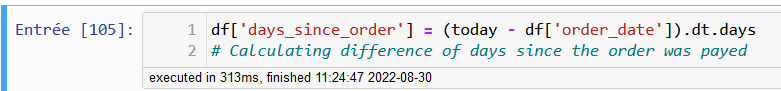 Entrée [105]:
1 df['days_since_order'] = (today - df['order_date']).dt.days
2 # Calculating difference of days since the order was payed
executed in 313ms, finished 11:24:47 2022-08-30